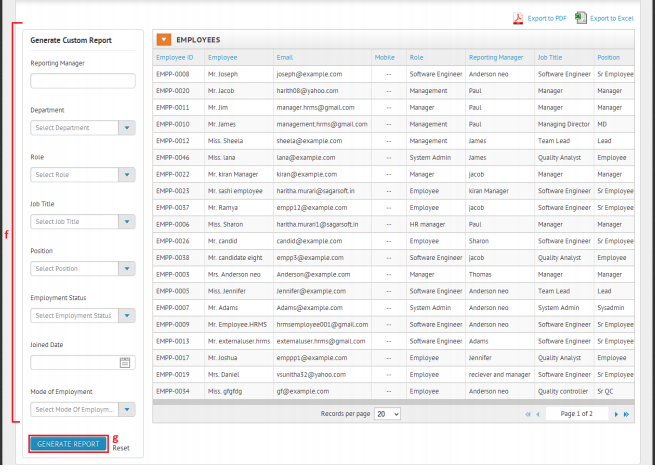 Export to PDF Export to Excel
Generate Custom Report
Reporting Manager
Department
Select Department
Role
Select Role
Job Title
Select Job Title
f
Position
Select Position
Employment Status
Select Employment Status
Joined Date
Mode of Employment
Select Mode Of Employm...
GENERATE REPORT g
Reset
EMPLOYEES
Employee ID Employee Email Mobile Role Reporting Manager Job Title Position
EMPP-0008 Mr. Joseph joseph@example.com -- Software Engineer Anderson neo Software Engineer Sr Employee
EMPP-0020 Mr. Jacob harith08@yahoo.com -- Management Paul Manager Manager
EMPP-0011 Mr. Jim manager.hrms@gmail.com -- Manager Paul Manager Manager
EMPP-0010 Mr. James management.hrms@gmail.com -- Management Paul Managing Director MD
EMPP-0012 Miss. Sheela sheela@example.com -- Management James Team Lead Lead
EMPP-0046 Miss. lana lana@example.com -- System Admin James Quality Analyst Employee
EMPP-0022 Mr. kiran Manager kiran@example.com -- Manager jacob Manager Manager
EMPP-0023 Mr. sashi employee haritha.murari@sagarsoft.in -- Employee kiran Manager Software Engineer Sr Employee
EMPP-0037 Mr. Ramya empp12@example.com -- Employee jacob Software Engineer Sr Employee
EMPP-0006 Miss. Sharon haritha.murari1@sagarsoft.in -- HR manager Paul Manager Manager
EMPP-0026 Mr. candid candid@example.com -- Employee Sharon Software Engineer Sr Employee
EMPP-0038 Mr. candidate eight empp3@example.com -- Software Engineer jacob Quality Analyst Employee
EMPP-0003 Mrs. Anderson neo Anderson@example.com -- Manager Thomas Manager Manager
EMPP-0005 Miss. Jennifer Jennifer@example.com -- Software Engineer Anderson neo Team Lead Lead
EMPP-0007 Mr. Adams Adams@example.com -- System Admin Anderson neo System Admin Sysadmin
EMPP-0009 Mr. Employee.HRMS hrmsemployee001@gmail.com -- Software Engineer Anderson neo Software Engineer Sr Employee
EMPP-0013 Mr. externaluser.hrms externaluser.hrms@gmail.com -- Software Engineer Adams Software Engineer Sr Employee
EMPP-0017 Mr. Joshua emppp1@example.com -- Employee Jennifer Quality Analyst Employee
EMPP-0019 Mrs. Daniel vsunitha32@yahoo.com -- Employee reciever and manager Software Engineer Sr Employee
EMPP-0034 Miss. gfgfdg gf@example.com -- Employee Anderson neo Quality controller Sr QC
Records per page 20 Page 1 of 2